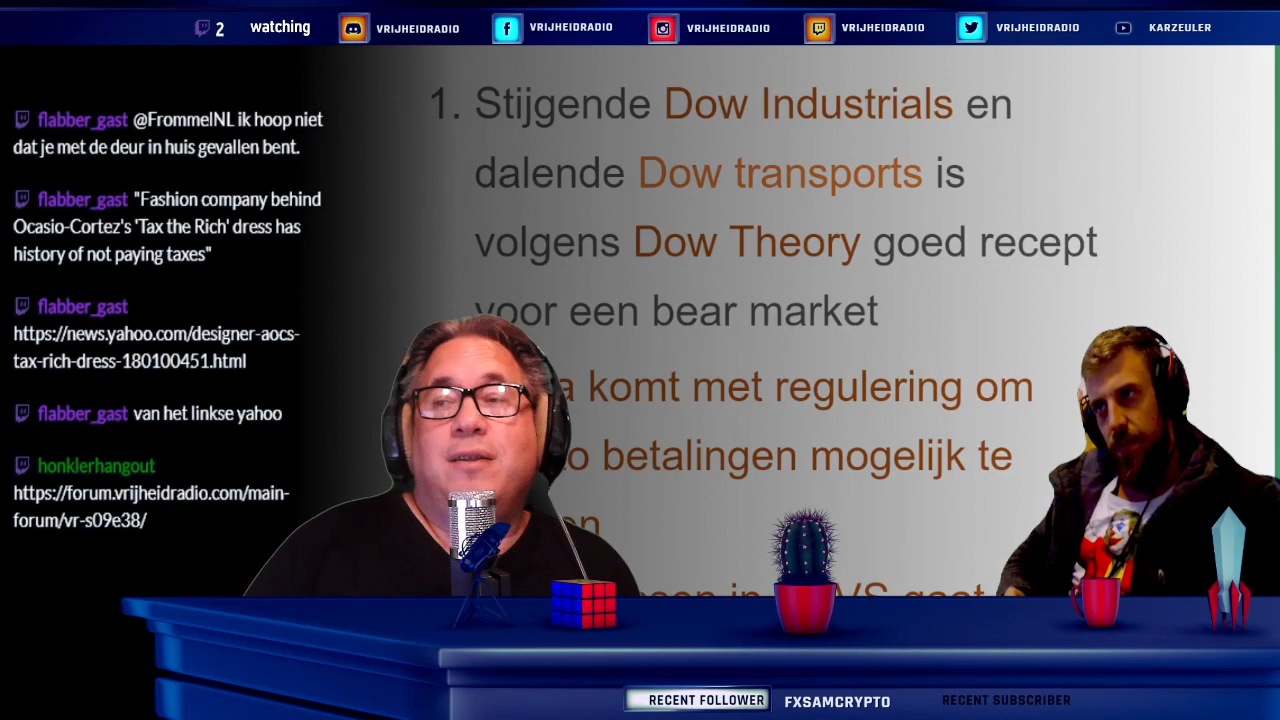 2 watching VRIJHEIDRADIO VRIJHEIDRADIO VRIJHEIDRADIO VRIJHEIDRADIO VRIJHEIDRADIO KARZEULER
flabber_gast @FrommelNL ik hoop niet
dat je met de deur in huis gevallen bent.
flabber_gast "Fashion company behind
Ocasio-Cortez's 'Tax the Rich' dress has
history of not paying taxes"
flabber_gast
https://news.yahoo.com/designer-aocs-
tax-rich-dress-180100451.html
flabber_gast van het linkse yahoo
honklerhangout
https://forum.vrijheidradio.com/main-
forum/vr-s09e38/
1. Stijgende Dow Industrials en
dalende Dow transports is
volgens Dow Theory goed recept
voor een bear market
komt met regulering om
betalingen mogelijk te
RECENT FOLLOWER FXSAMCRYPTO RECENT SUBSCRIBER